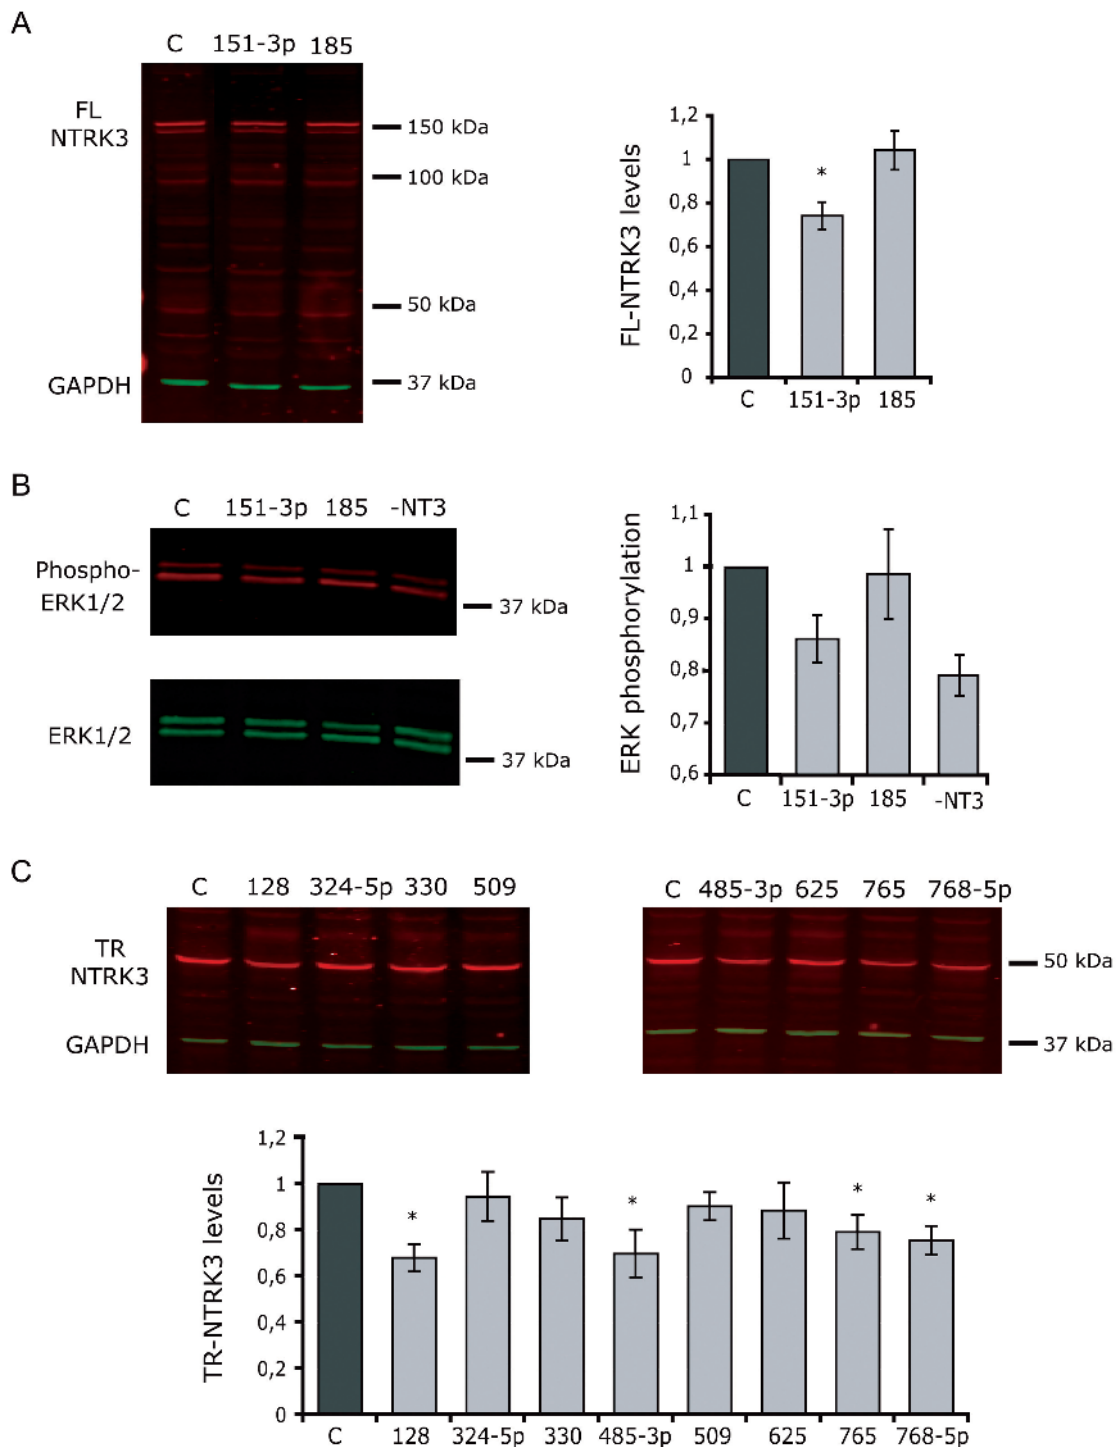 A
C 151-3p 185
FL
NTRK3
150 kDa
100 kDa
50 kDa
GAPDH
37 kDa
1,2
1
0,8
0,6
0,4
0,2
0
FL-NTRK3 levels
*
C 151-3p 185
B
C 151-3p 185 -NT3
Phospho-
ERK1/2
37 kDa
ERK1/2
37 kDa
1,1
1
0,9
0,8
0,7
0,6
ERK phosphorylation
C 151-3p 185 -NT3
C
C 128 324-5p 330 509
TR
NTRK3
GAPDH
C 485-3p 625 765 768-5p
50 kDa
37 kDa
1,2
1
0,8
0,6
0,4
0,2
0
TR-NTRK3 levels
* * * *
C 128 324-5p 330 485-3p 509 625 765 768-5p